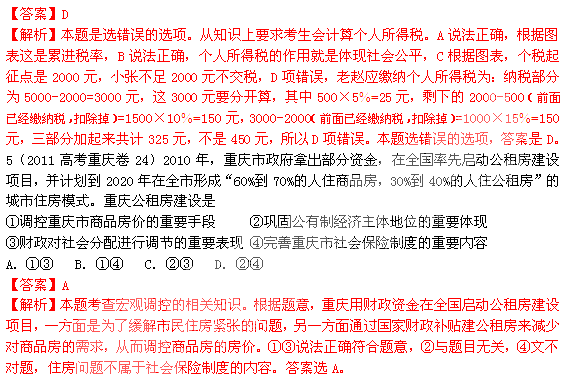 【答案】D
【解析】本题是选错误的选项。从知识上要求考生会计算个人所得税。A 说法正确，根据图
表这是累进税率，B 说法正确，个人所得税的作用就是体现社会公平，C 根据图表，个税起
征点是 2000 元，小张不足 2000 元不交税，D 项错误，老赵应缴纳个人所得税为：纳税部分
为 5000-2000=3000 元，这 3000 元要分开算，其中 500×5%=25 元，剩下的 2000-500（前面
已经缴纳税，扣除掉）=1500×10%=150 元，3000-2000（前面已经缴纳税，扣除掉）=1000×15%=150
元，三部分加起来共计 325 元，不是 450 元，所以 D 项错误。本题选错误的选项，答案是 D。
5（2011 高考重庆卷 24）2010 年，重庆市政府拿出部分资金，在全国率先启动公租房建设
项目，并计划到 2020 年在全市形成“60%到 70%的人住商品房，30%到 40%的人住公租房”的
城市住房模式。重庆公租房建设是
①调控重庆市商品房价的重要手段 ②巩固公有制经济主体地位的重要体现
③财政对社会分配进行调节的重要表现 ④完善重庆市社会保险制度的重要内容
A. ①③ B. ①④ C. ②③ D. ②④
【答案】A
【解析】本题考查宏观调控的相关知识。根据题意，重庆用财政资金在全国启动公租房建设
项目，一方面是为了缓解市民住房紧张的问题，另一方面通过国家财政补贴建公租房来减少
对商品房的需求，从而调控商品房的房价。①③说法正确符合题意，②与题目无关，④文不
对题，住房问题不属于社会保险制度的内容。答案选 A。